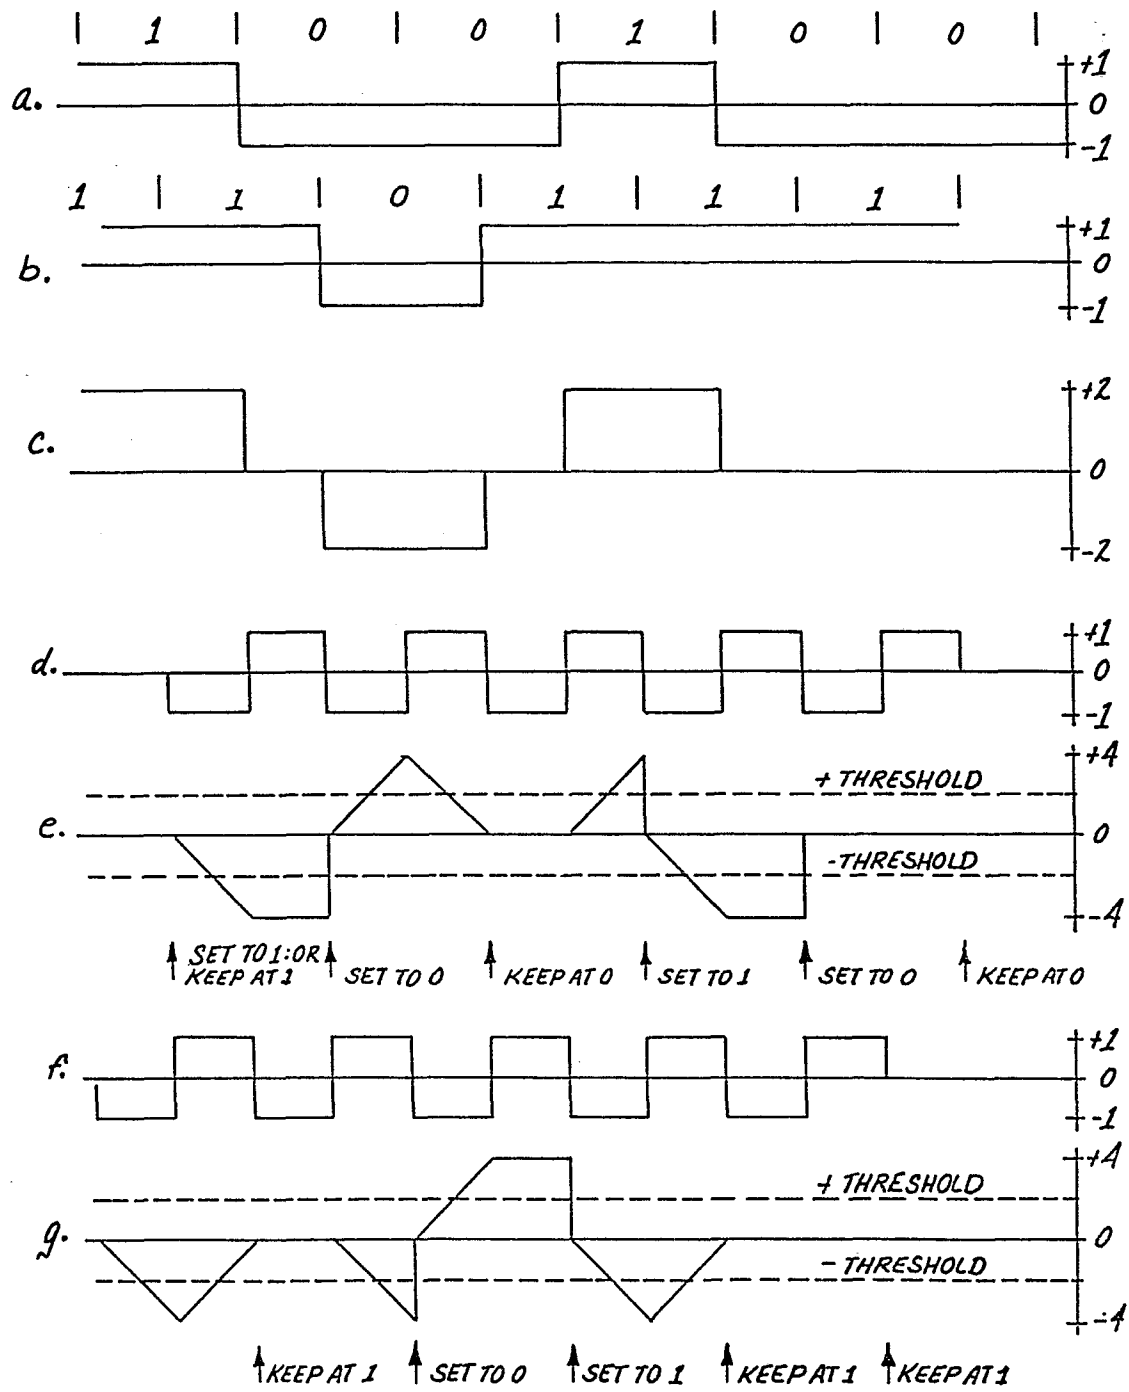 | 1 | 0 | 0 | 1 | 0 | 0 |
+1
a. 0
-1
1 | 1 | 0 | 1 | 1 | 1 |
+1
b. 0
-1
+2
c. 0
-2
+1
d. 0
-1
+4
+ THRESHOLD
e. 0
- THRESHOLD
-4
SET TO 1: OR
KEEP AT 1 SET TO 0 KEEP AT 0 SET TO 1 SET TO 0 KEEP AT 0
+1
f. 0
-1
+4
+ THRESHOLD
g. 0
- THRESHOLD
-4
KEEP AT 1 SET TO 0 SET TO 1 KEEP AT 1 KEEP AT 1